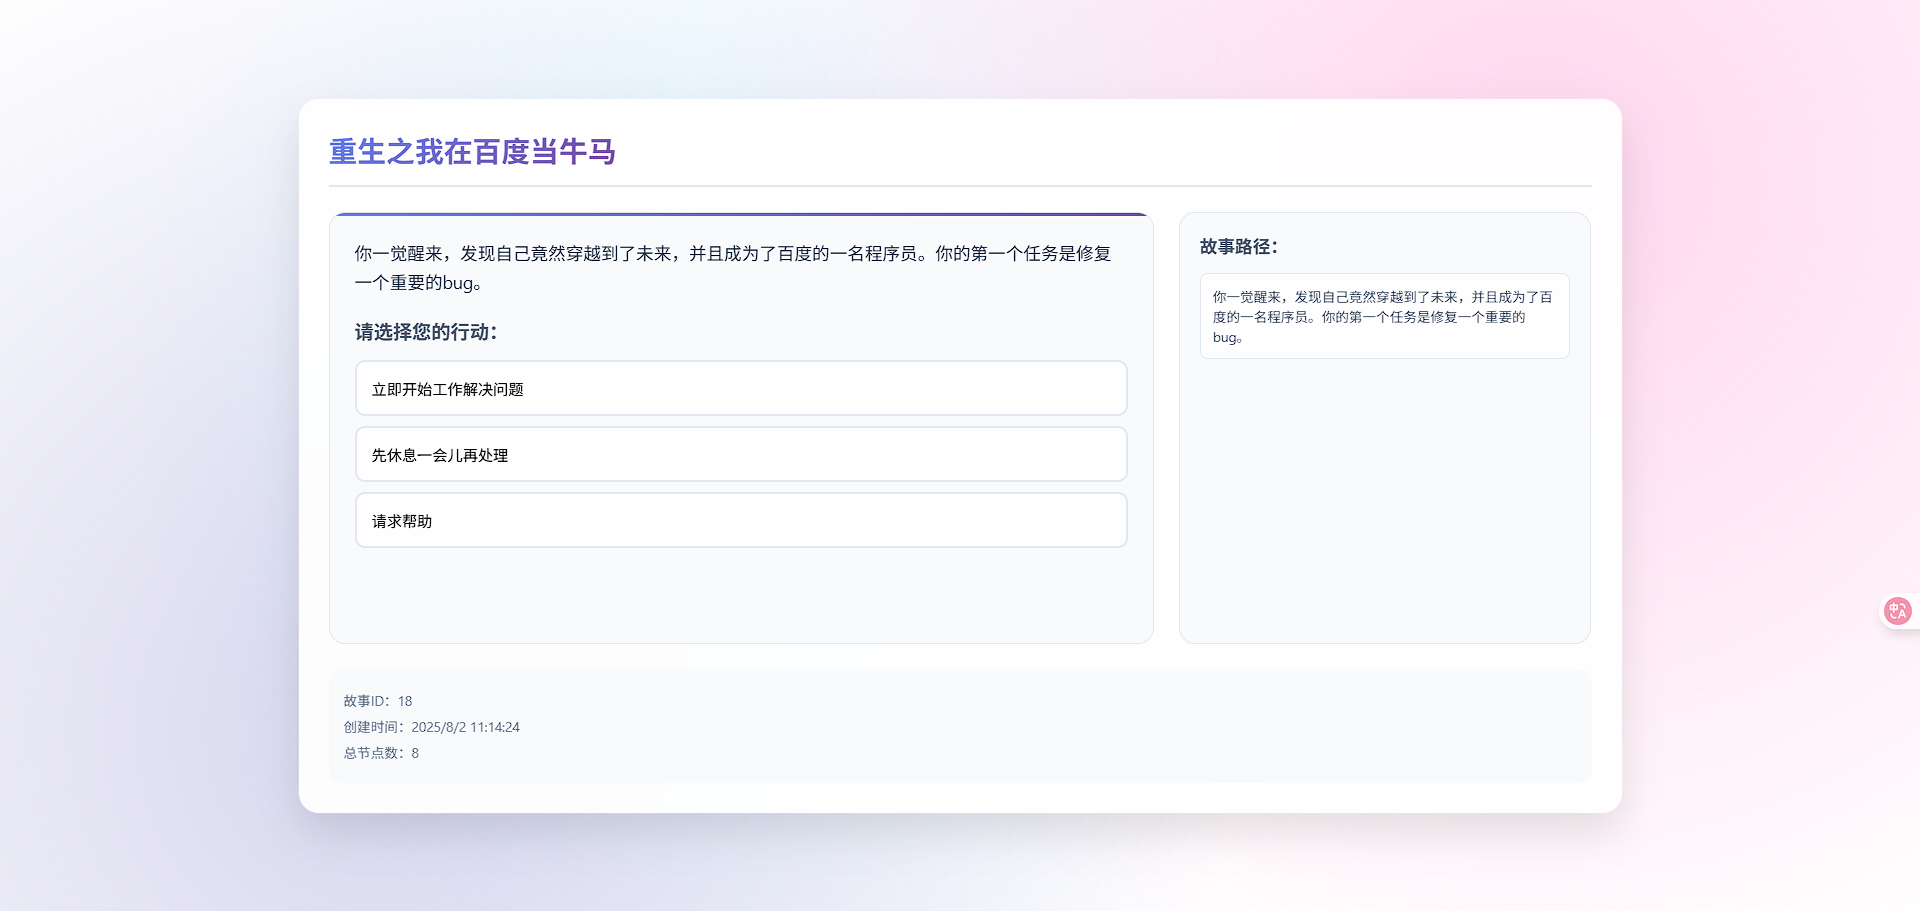 重生之我在百度当牛马
你一觉醒来，发现自己竟然穿越到了未来，并且成为了百度的一名程序员。你的第一个任务是修复
一个重要的bug。
请选择您的行动：
立即开始工作解决问题
先休息一会儿再处理
请求帮助
故事路径：
你一觉醒来，发现自己竟然穿越到了未来，并且成为了百
度的一名程序员。你的第一个任务是修复一个重要的
bug。
故事ID：18
创建时间：2025/8/2 11:14:24
总节点数：8
中A